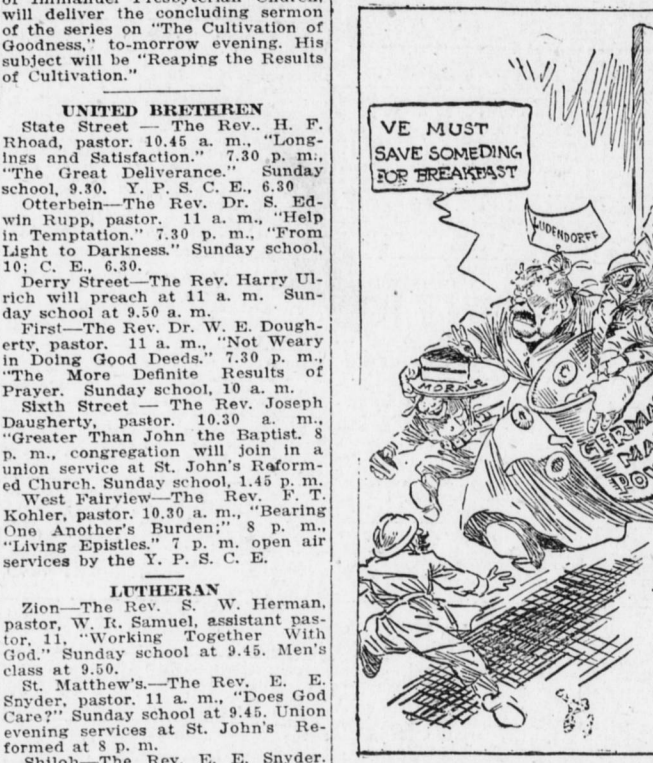 of Immanuel Presbyterian Church,
will deliver the concluding sermon
of the series on "The Cultivation of
Goodness," to-morrow evening. His
subject will be "Reaping the Results
of Cultivation."
UNITED BRETHREN
State Street — The Rev.. H. F.
Rhoad, pastor. 10.45 a. m., "Long-
ings and Satisfaction." 7.30 p. m.,
"The Great Deliverance." Sunday
school, 9.30. Y. P. S. C. E., 6.30
Otterbein—The Rev. Dr. S. Ed-
win Rupp, pastor. 11 a. m., "Help
in Temptation." 7.30 p. m., "From
Light to Darkness." Sunday school,
10; C. E., 6.30.
Derry Street—The Rev. Harry Ul-
rich will preach at 11 a. m. Sun-
day school at 9.50 a. m.
First—The Rev. Dr. W. E. Dough-
erty, pastor. 11 a. m., "Not Weary
in Doing Good Deeds." 7.30 p. m.,
"The More Definite Results of
Prayer. Sunday school, 10 a. m.
Sixth Street — The Rev. Joseph
Daugherty, pastor. 10.30 a. m.,
"Greater Than John the Baptist. 8
p. m., congregation will join in a
union service at St. John's Reform-
ed Church. Sunday school, 1.45 p. m.
West Fairview—The Rev. F. T.
Kohler, pastor. 10.30 a. m., "Bearing
One Another's Burden;" 8 p. m.,
"Living Epistles." 7 p. m. open air
services by the Y. P. S. C. E.
LUTHERAN
Zion—The Rev. S. W. Herman,
pastor, W. R. Samuel, assistant pas-
tor, 11, "Working Together With
God." Sunday school at 9.45. Men's
class at 9.50.
St. Matthew's.—The Rev. E. E.
Snyder, pastor. 11 a. m., "Does God
Care?" Sunday school at 9.45. Union
evening services at St. John's Re-
formed at 8 p. m.
Shiloh—The Rev. E. E. Snyder.
VE MUST
SAVE SOMEDING
FOR BREAKFAST
LUDENDORFF
MORALE
GERMA
MA
POW